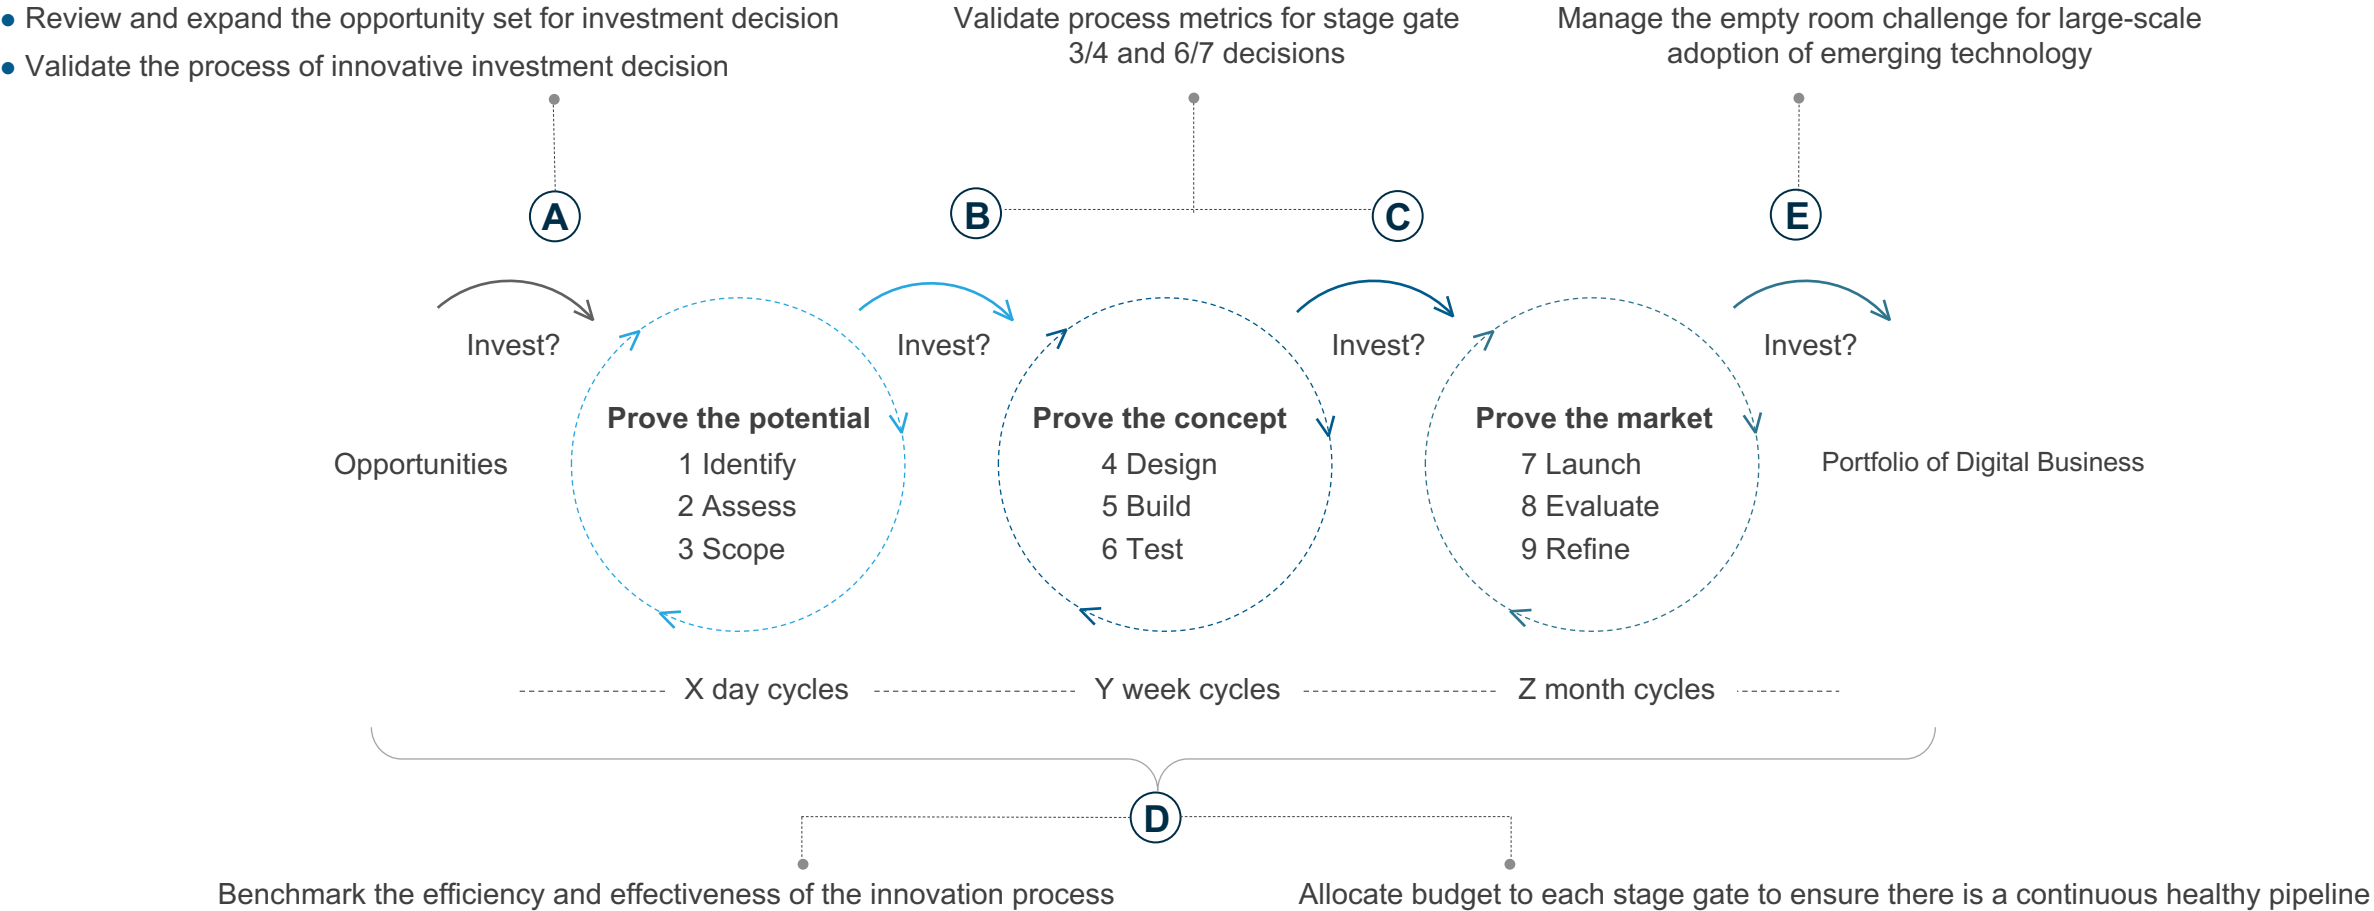 ● Review and expand the opportunity set for investment decision
● Validate the process of innovative investment decision
Validate process metrics for stage gate
3/4 and 6/7 decisions
Manage the empty room challenge for large-scale
adoption of emerging technology
A
B
C
E
Invest?
Invest?
Invest?
Invest?
Opportunities
Prove the potential
1 Identify
2 Assess
3 Scope
Prove the concept
4 Design
5 Build
6 Test
Prove the market
7 Launch
8 Evaluate
9 Refine
Portfolio of Digital Business
X day cycles
Y week cycles
Z month cycles
D
Benchmark the efficiency and effectiveness of the innovation process
Allocate budget to each stage gate to ensure there is a continuous healthy pipeline